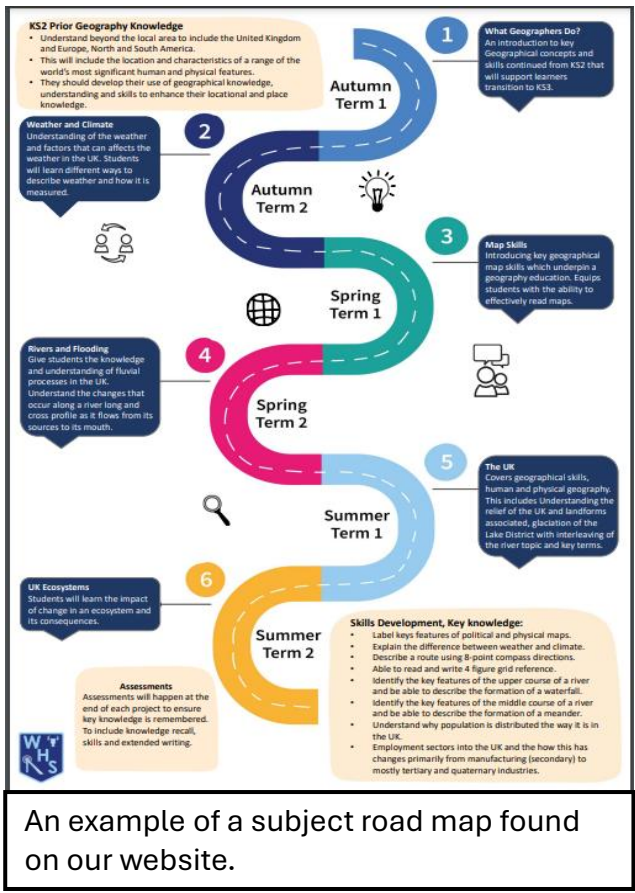 KS2 Prior Geography Knowledge
• Understand beyond the local area to include the United Kingdom
and Europe, North and South America.
• This will include the location and characteristics of a range of the
world's most significant human and physical features.
• They should develop their use of geographical knowledge,
understanding and skills to enhance their locational and place
knowledge.
1
What Geographers Do?
An introduction to key
Geographical concepts and
skills continued from KS2 that
will support learners
transition to KS3.
Autumn
Term 1
2
Weather and Climate
Understanding of the weather
and factors that can affects the
weather in the UK. Students
will learn different ways to
describe weather and how it is
measured.
Autumn
Term 2
3
Map Skills
Introducing key geographical
map skills which underpin a
geography education. Equips
students with the ability to
effectively read maps.
Spring
Term 1
4
Rivers and Flooding
Give students the knowledge
and understanding of fluvial
processes in the UK.
Understand the changes that
occur along a river long and
cross profile as it flows from its
sources to its mouth.
Spring
Term 2
5
The UK
Covers geographical skills,
human and physical geography.
This includes Understanding the
relief of the UK and landforms
associated, glaciation of the
Lake District with interleaving of
the river topic and key terms.
Summer
Term 1
6
UK Ecosystems
Students will learn the impact
of change in an ecosystem and
its consequences.
Summer
Term 2
Skills Development, Key knowledge:
• Label keys features of political and physical maps.
• Explain the difference between weather and climate.
• Describe a route using 8-point compass directions.
• Able to read and write 4 figure grid reference.
• Identify the key features of the upper course of a river
and be able to describe the formation of a waterfall.
• Identify the key features of the middle course of a river
and be able to describe the formation of a meander.
• Understand why population is distributed the way it is in
the UK.
• Employment sectors into the UK and the how this has
changes primarily from manufacturing (secondary) to
mostly tertiary and quaternary industries.
Assessments
Assessments will happen at the
end of each project to ensure
key knowledge is remembered.
To include knowledge recall,
skills and extended writing.
W
H
S
An example of a subject road map found
on our website.